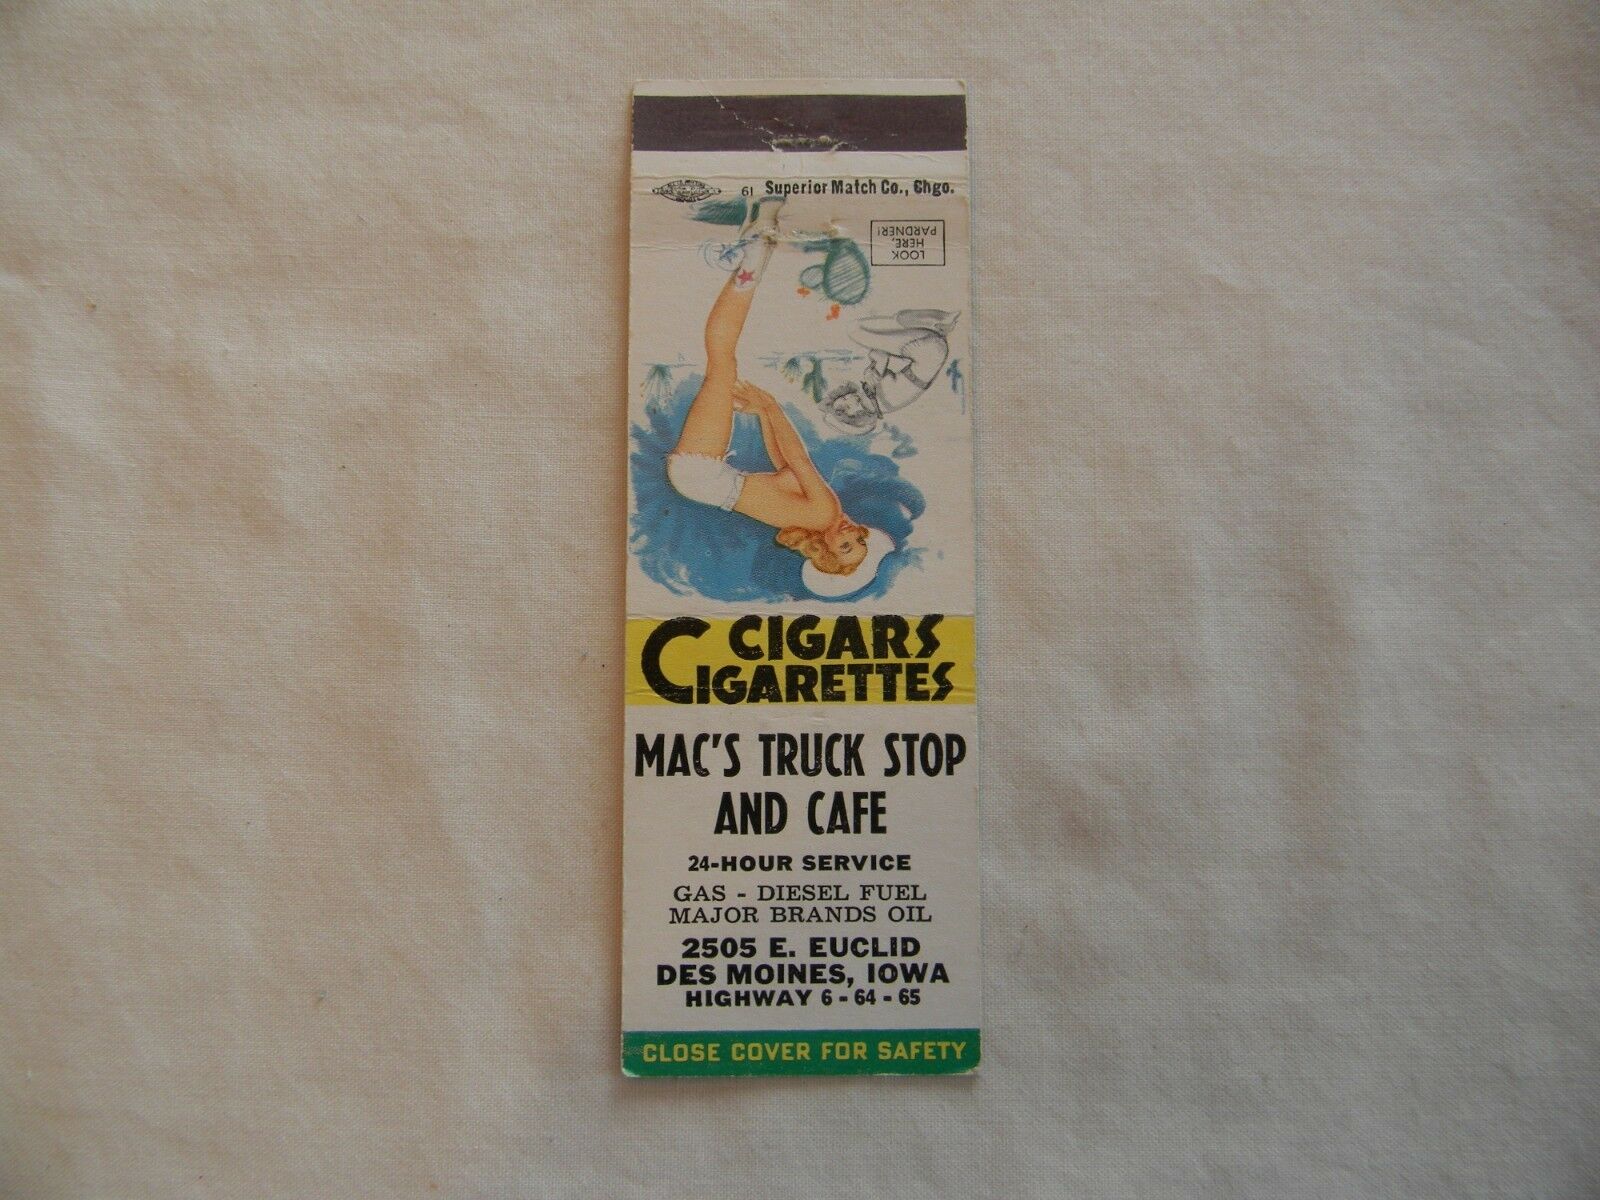 61 Superior Match Co., Chgo.
LOOK
HERE,
PARDNER!
CIGARS
CIGARETTES
MAC'S TRUCK STOP
AND CAFE
24-HOUR SERVICE
GAS - DIESEL FUEL
MAJOR BRANDS OIL
2505 E. EUCLID
DES MOINES, IOWA
HIGHWAY 6 - 64 - 65
CLOSE COVER FOR SAFETY